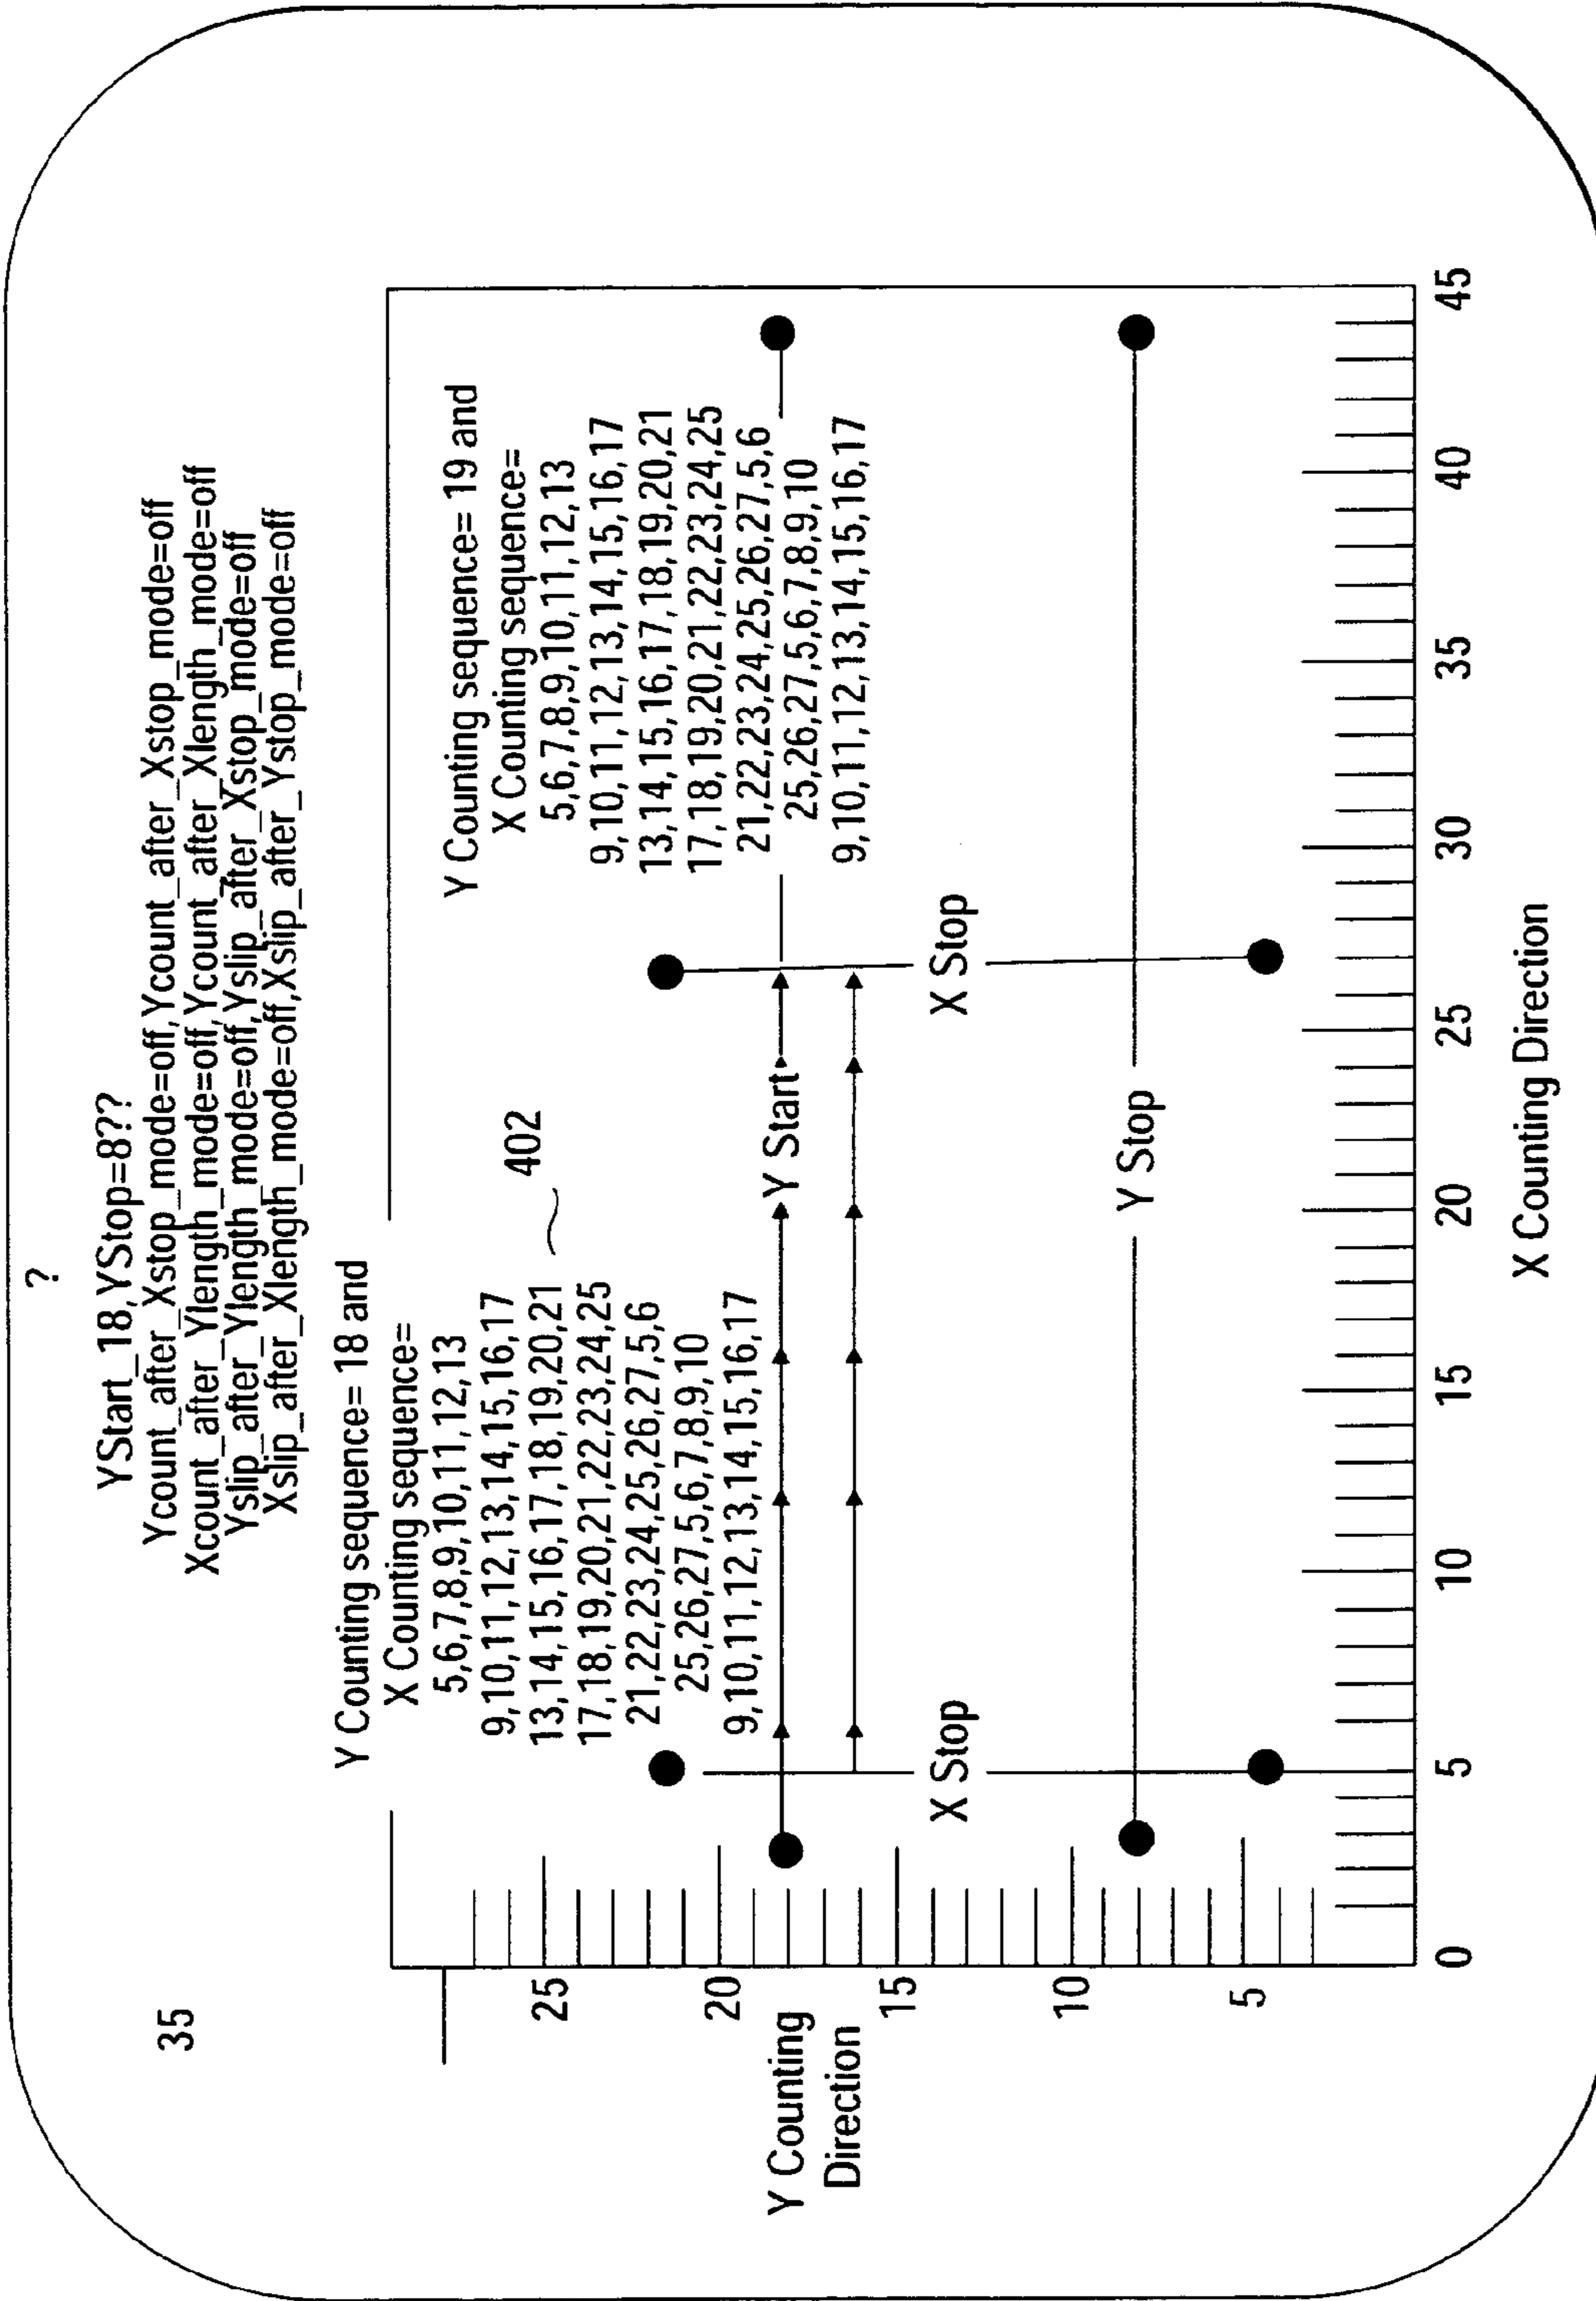 ?
YStart_18,YStop=8??
Ycount_after_Xstop_mode=off,Ycount_after_Xstop_mode=off
Xcount_after_Ylength_mode=off,Ycount_after_Xlength_mode=off
Yslip_after_Ylength_mode=off,Yslip_after_Xstop_mode=off
Xslip_after_Xlength_mode=off,Xslip_after_Ystop_mode=off
35
Y Counting sequence= 18 and
X Counting sequence=
5,6,7,8,9,10,11,12,13
9,10,11,12,13,14,15,16,17
13,14,15,16,17,18,19,20,21
17,18,19,20,21,22,23,24,25
21,22,23,24,25,26,27,5,6
25,26,27,5,6,7,8,9,10
9,10,11,12,13,14,15,16,17
402
Y Counting sequence= 19 and
X Counting sequence=
5,6,7,8,9,10,11,12,13
9,10,11,12,13,14,15,16,17
13,14,15,16,17,18,19,20,21
17,18,19,20,21,22,23,24,25
21,22,23,24,25,26,27,5,6
25,26,27,5,6,7,8,9,10
9,10,11,12,13,14,15,16,17
25
20
15
10
5
Y Counting
Direction
Y Start
X Stop
X Stop
Y Stop
0
5
10
15
20
25
30
35
40
45
X Counting Direction